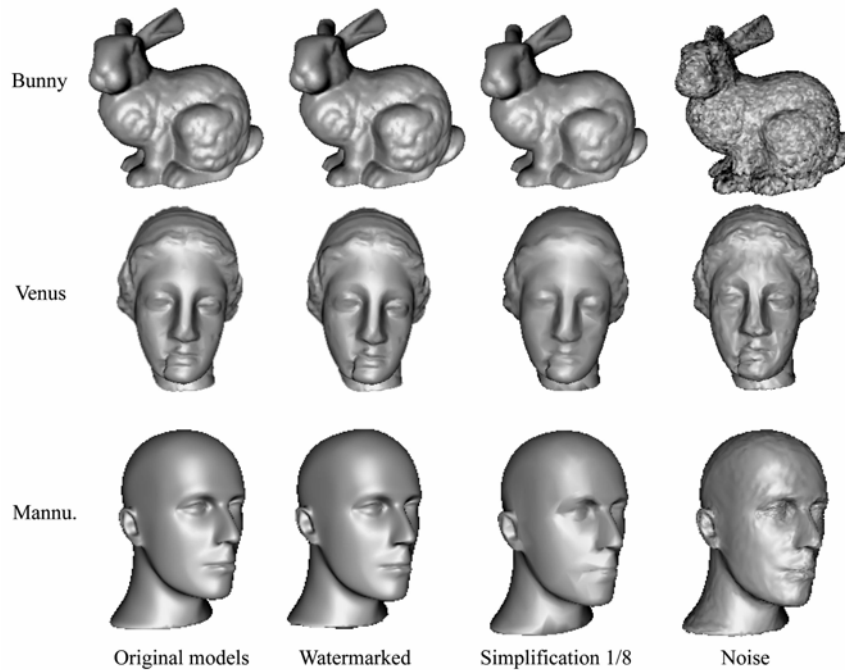 Bunny
Venus
Mannu.
Original models Watermarked Simplification 1/8 Noise